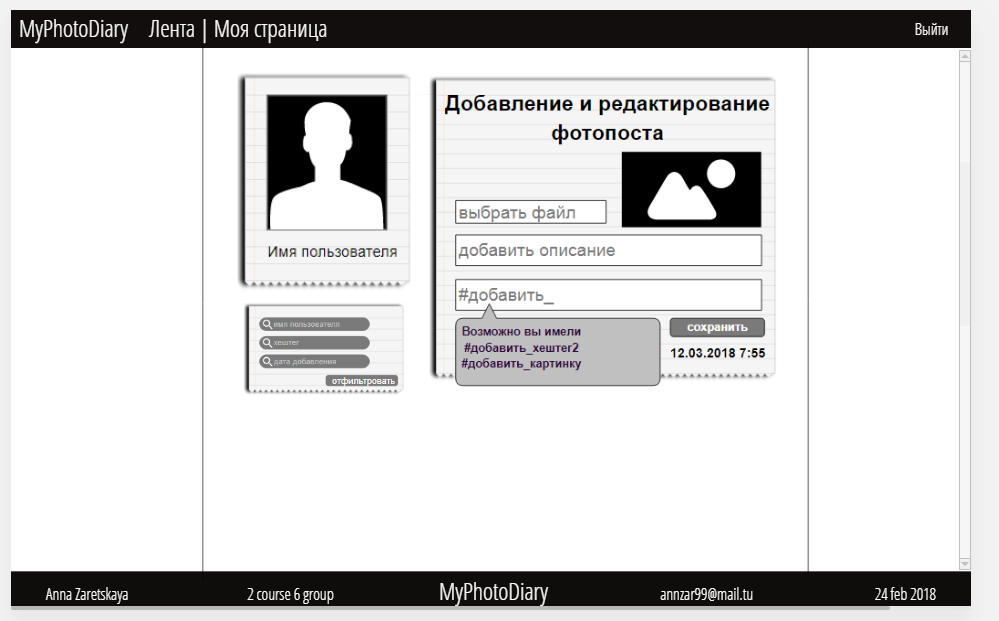 MyPhotoDiary Лента | Моя страница Выйти
Добавление и редактирование
фотопоста
выбрать файл
добавить описание
#добавить_
Возможно вы имели
#добавить_хештег2
#добавить_картинку
сохранить
12.03.2018 7:55
Имя пользователя
имя пользователя
хештег
дата добавления
отфильтровать
Anna Zaretskaya 2 course 6 group MyPhotoDiary annzar99@mail.tu 24 feb 2018